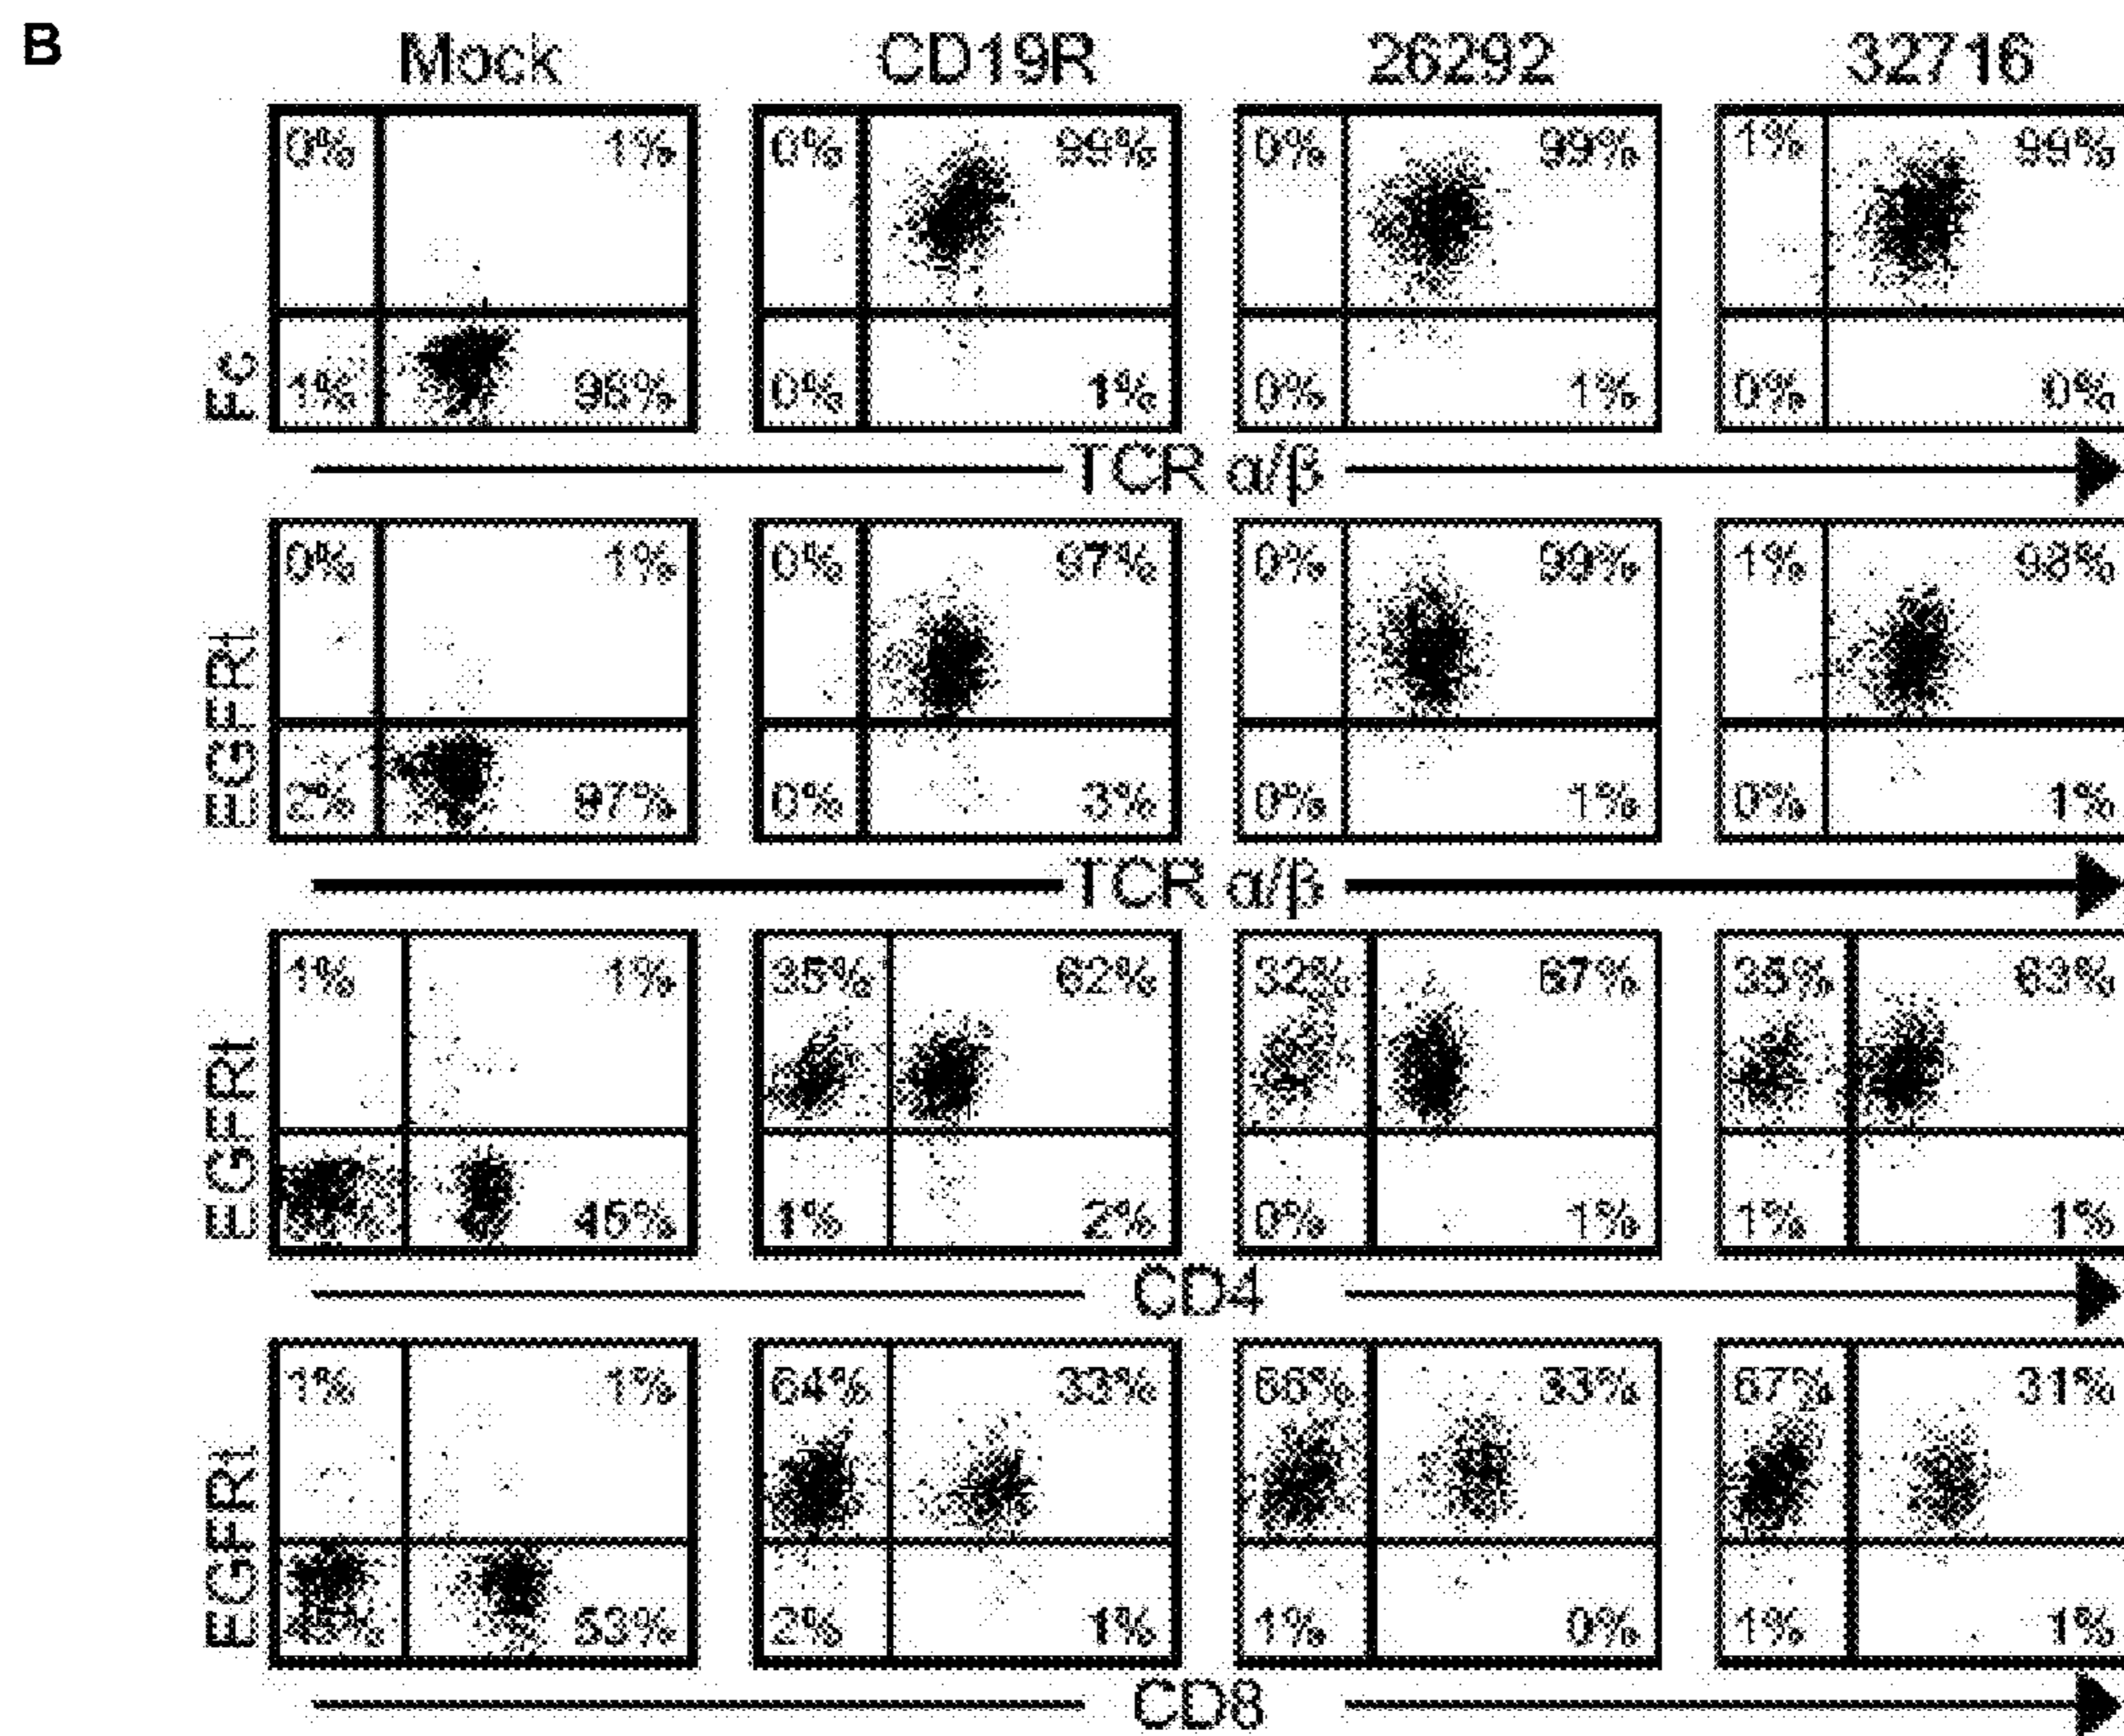 B
Mock CD19R 26292 32716
0% 1% 0% 99% 0% 99% 1% 99%
Fc
1% 98% 0% 1% 0% 1% 0% 0%
TCR α/β
0% 1% 0% 97% 0% 99% 1% 98%
EGFRt
2% 97% 0% 3% 0% 1% 0% 1%
TCR α/β
1% 1% 35% 62% 32% 67% 35% 63%
EGFRt
45% 1% 2% 0% 1% 1% 1%
CD4
1% 1% 64% 33% 66% 33% 67% 31%
EGFRt
53% 2% 1% 1% 0% 1% 1%
CD8